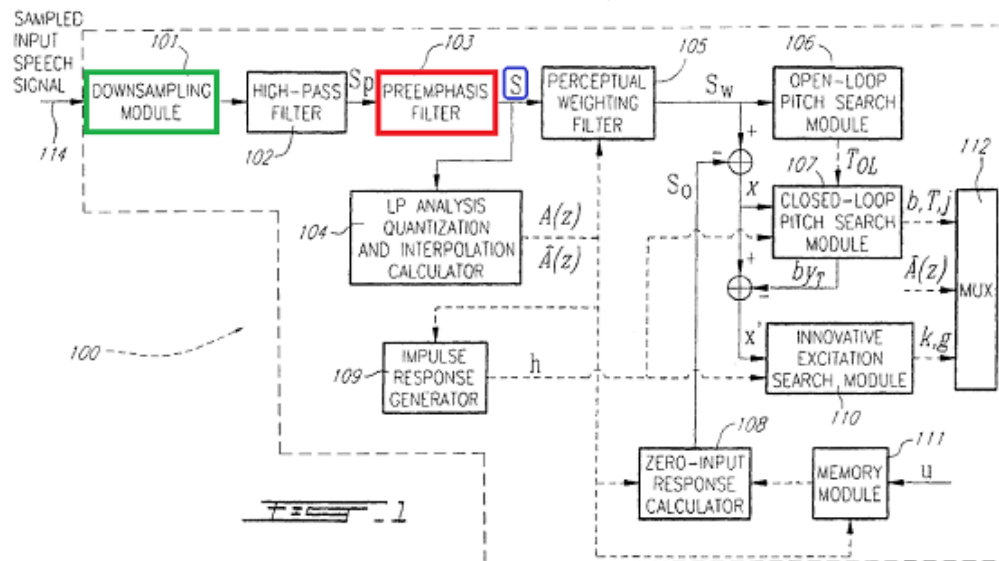 SAMPLED
INPUT
SPEECH
SIGNAL
114
101
DOWNSAMPLING
MODULE
HIGH-PASS
FILTER
102
Sp
103
PREEMPHASIS
FILTER
S
105
PERCEPTUAL
WEIGHTING
FILTER
Sw
106
OPEN-LOOP
PITCH SEARCH
MODULE
TOL
+
-
S0
x
107
CLOSED-LOOP
PITCH SEARCH
MODULE
b,T,j
112
MUX
104
LP ANALYSIS
QUANTIZATION
AND INTERPOLATION
CALCULATOR
A(z)
Â(z)
+
-
byT
Â(z)
100
109
IMPULSE
RESPONSE
GENERATOR
h
x'
INNOVATIVE
EXCITATION
SEARCH MODULE
110
k,g
108
ZERO-INPUT
RESPONSE
CALCULATOR
111
MEMORY
MODULE
u